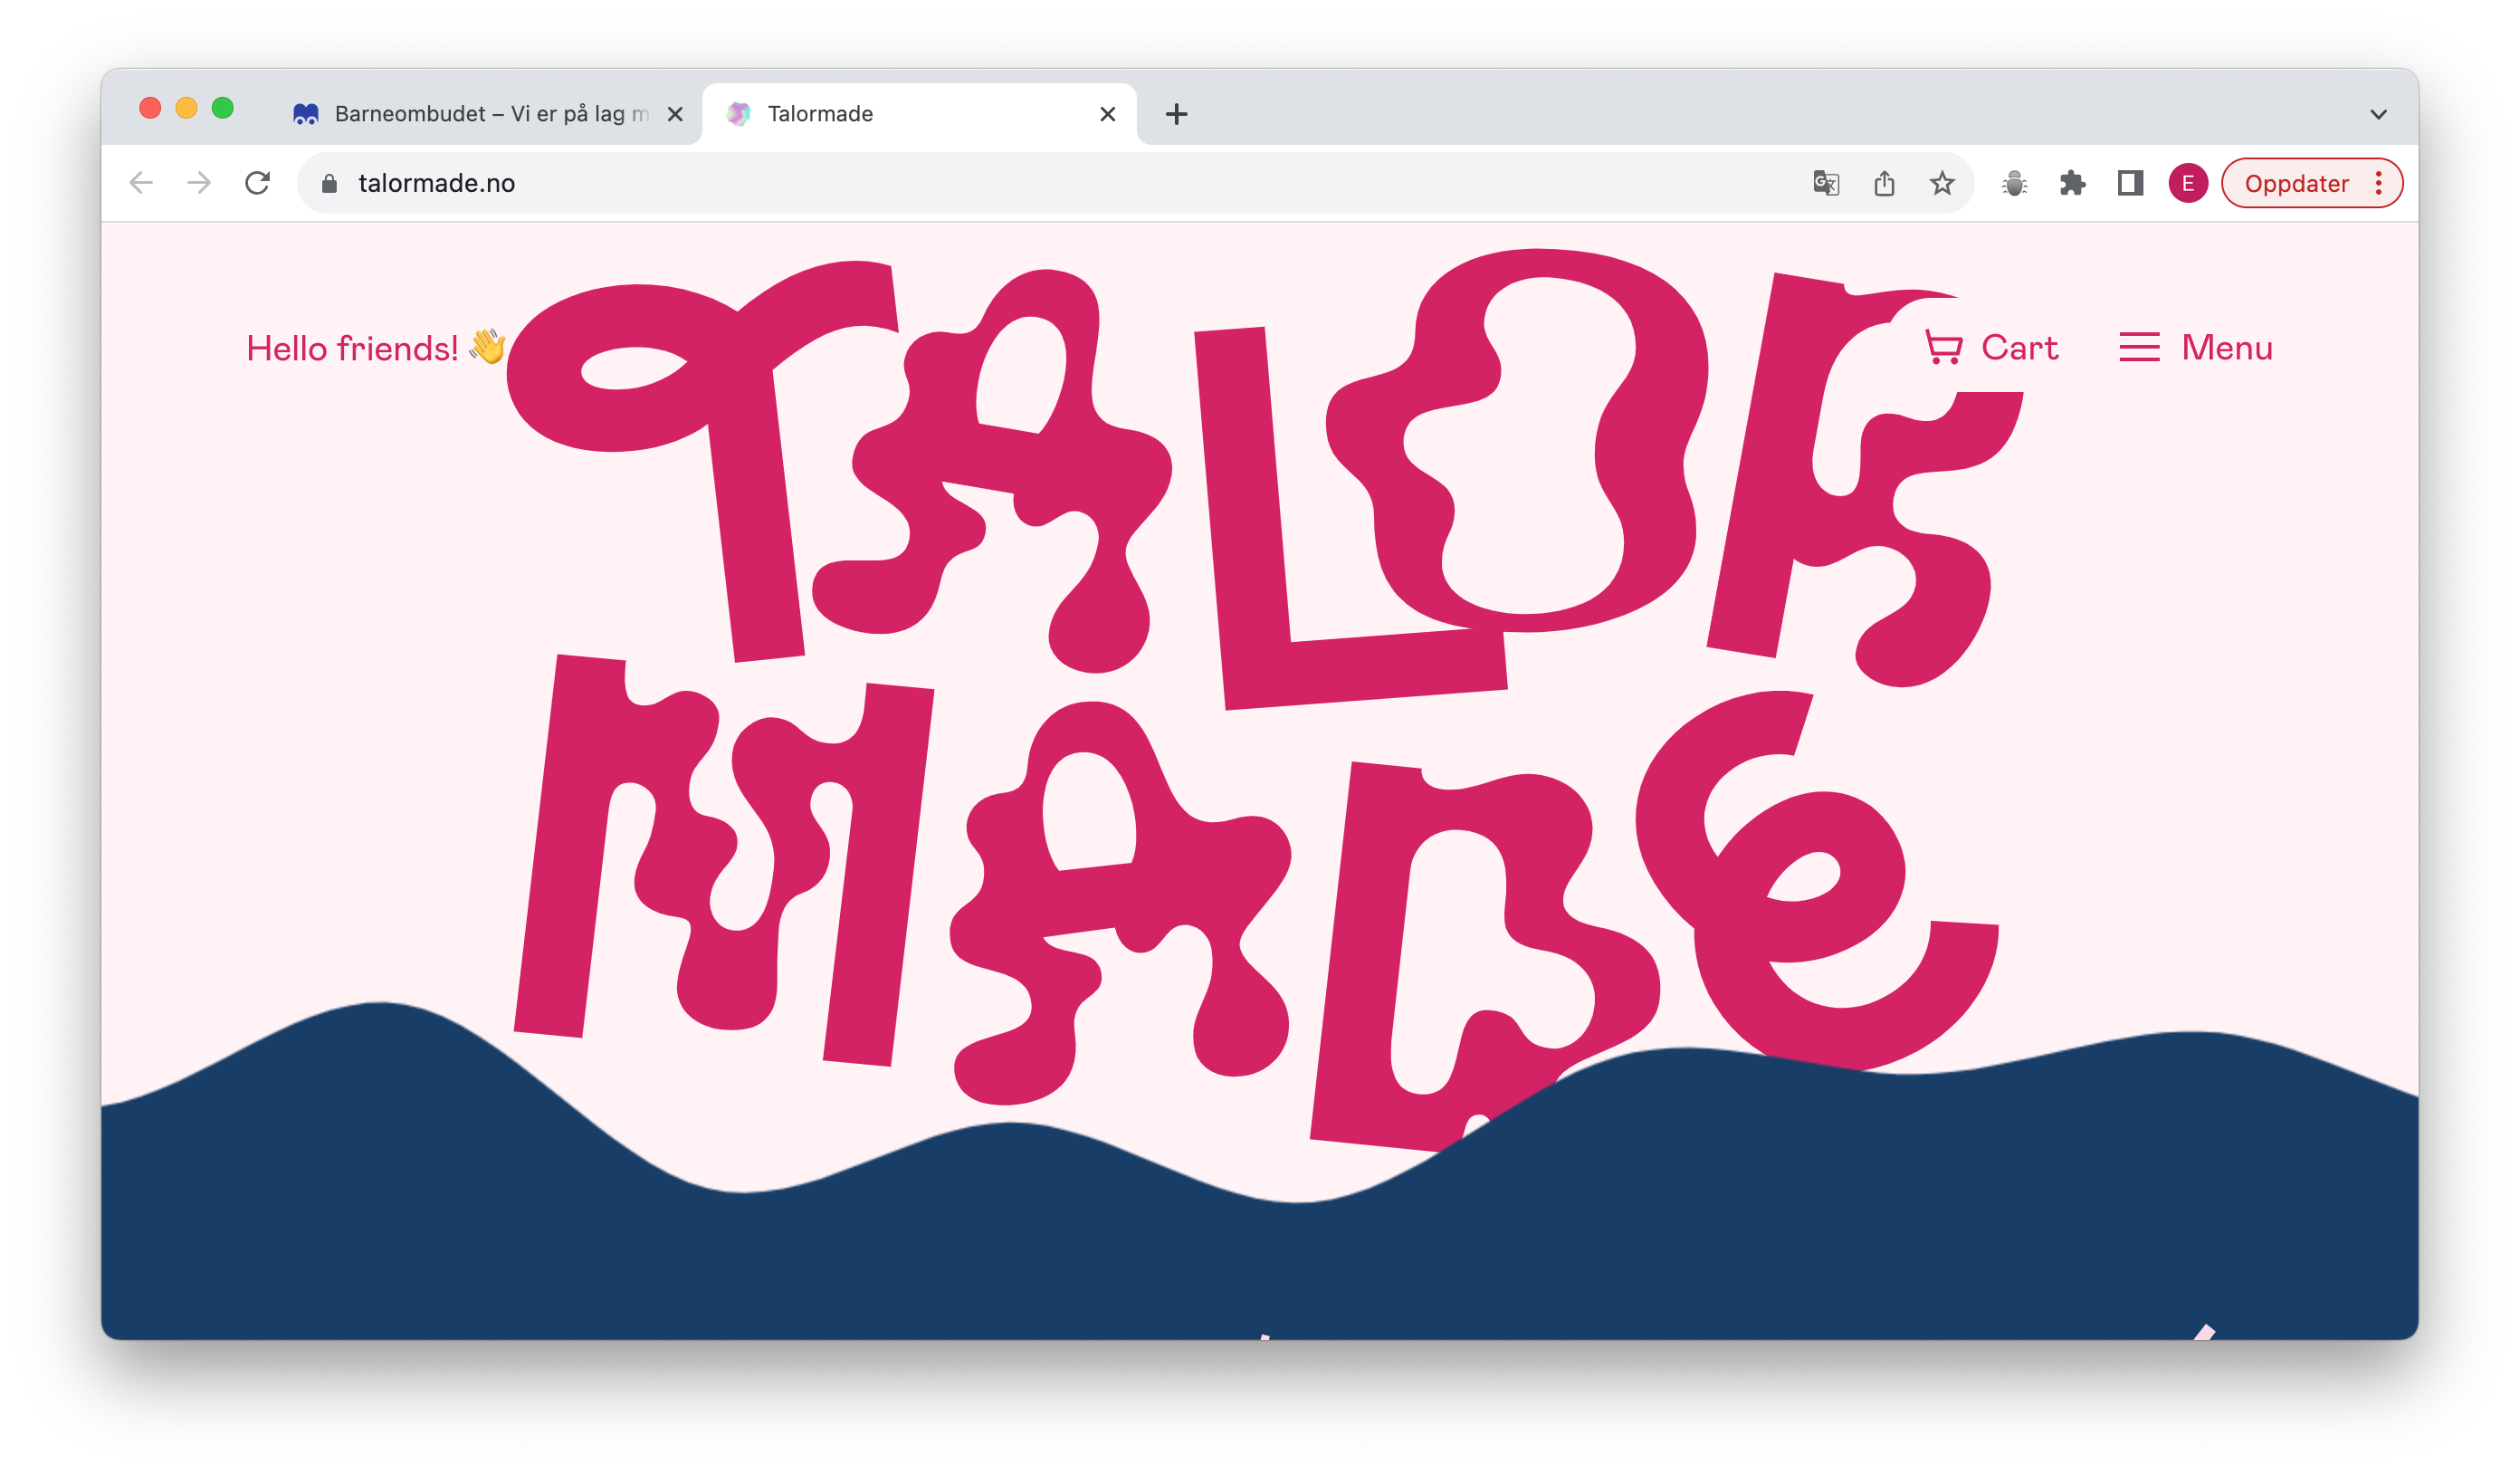 Barneombudet – Vi er på lag m
Talormade
talormade.no
E
Oppdater
Hello friends! 👋
Cart
Menu
TALOR
MADE